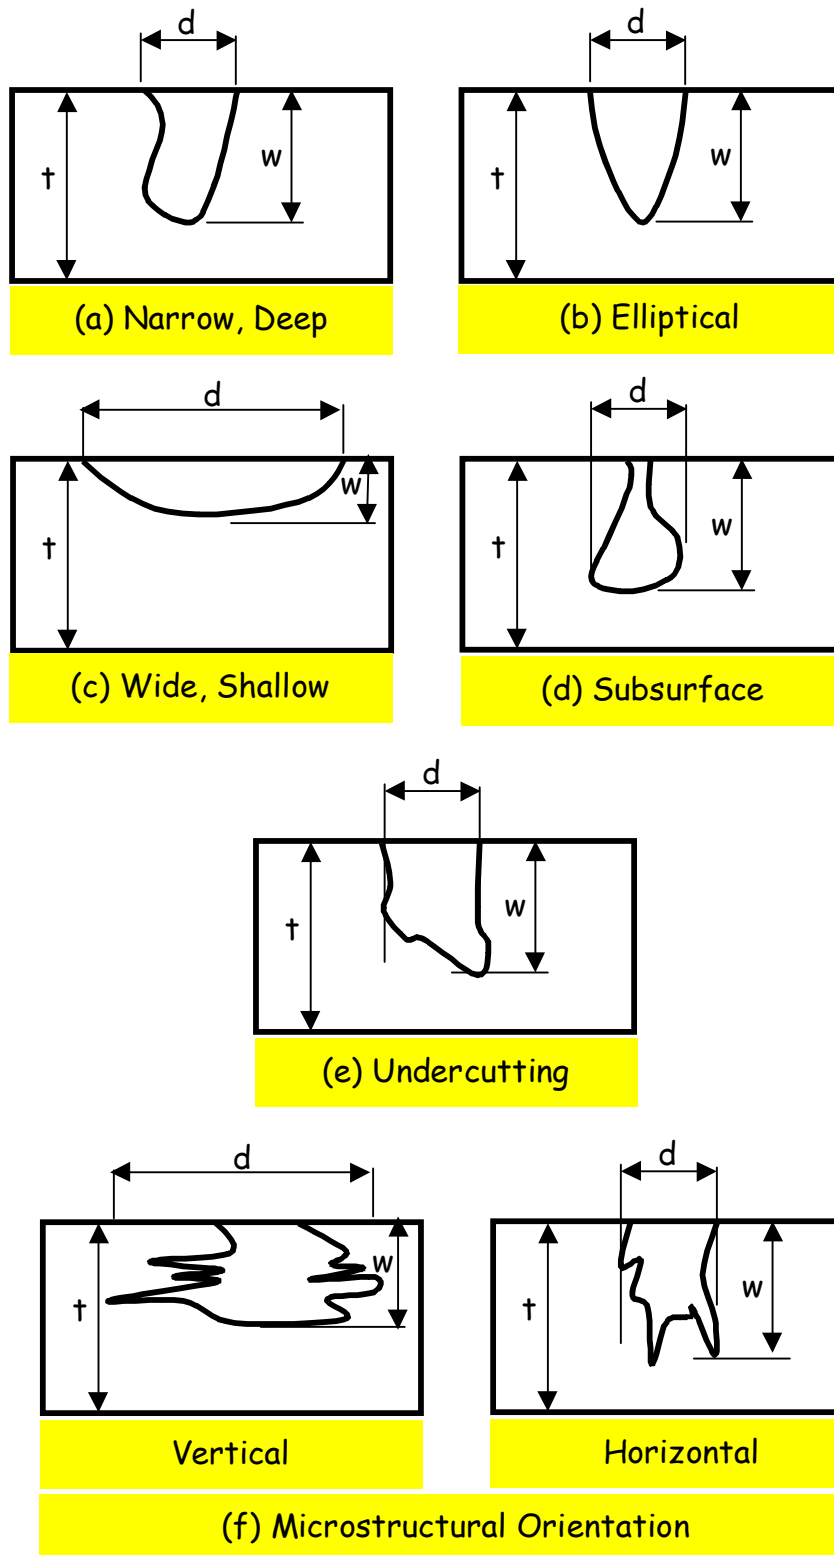 d
d
t
w
t
w
(a) Narrow, Deep
(b) Elliptical
d
d
t
w
t
w
(c) Wide, Shallow
(d) Subsurface
d
t
w
(e) Undercutting
d
d
t
w
t
w
Vertical
Horizontal
(f) Microstructural Orientation